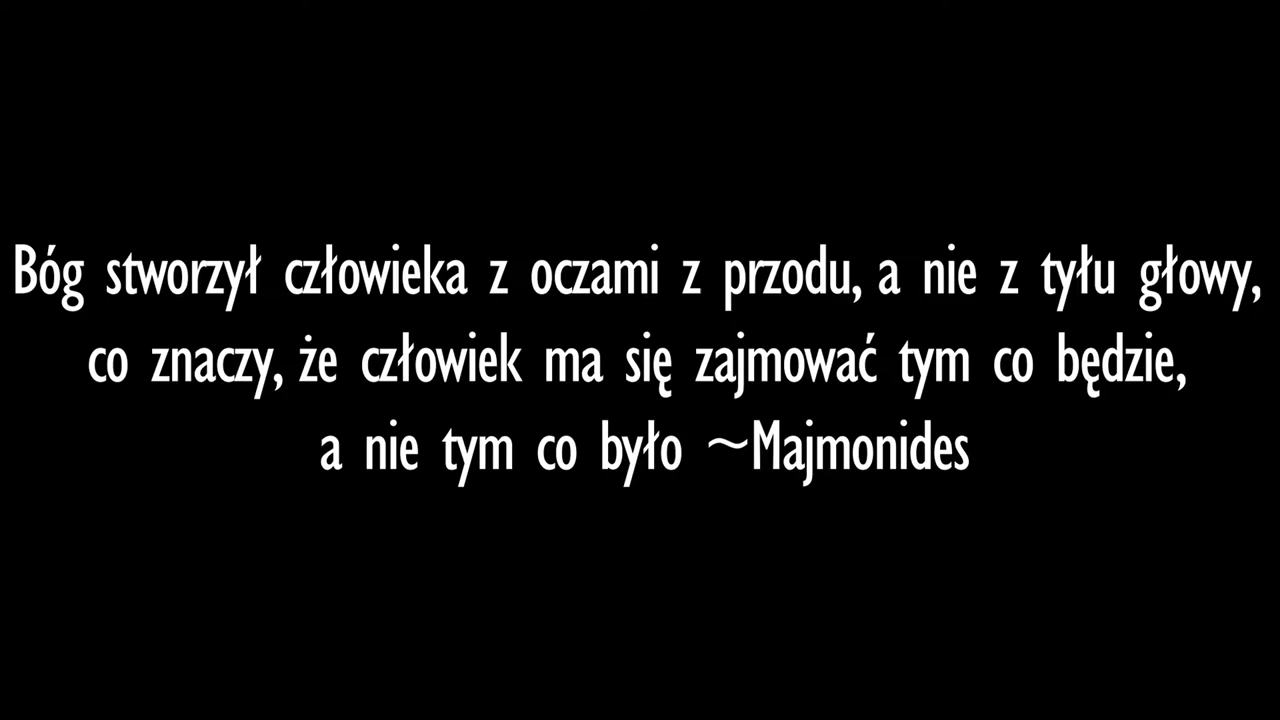 Bóg stworzył człowieka z oczami z przodu, a nie z tyłu głowy,
co znaczy, że człowiek ma się zajmować tym co będzie,
a nie tym co było ~Majmonides